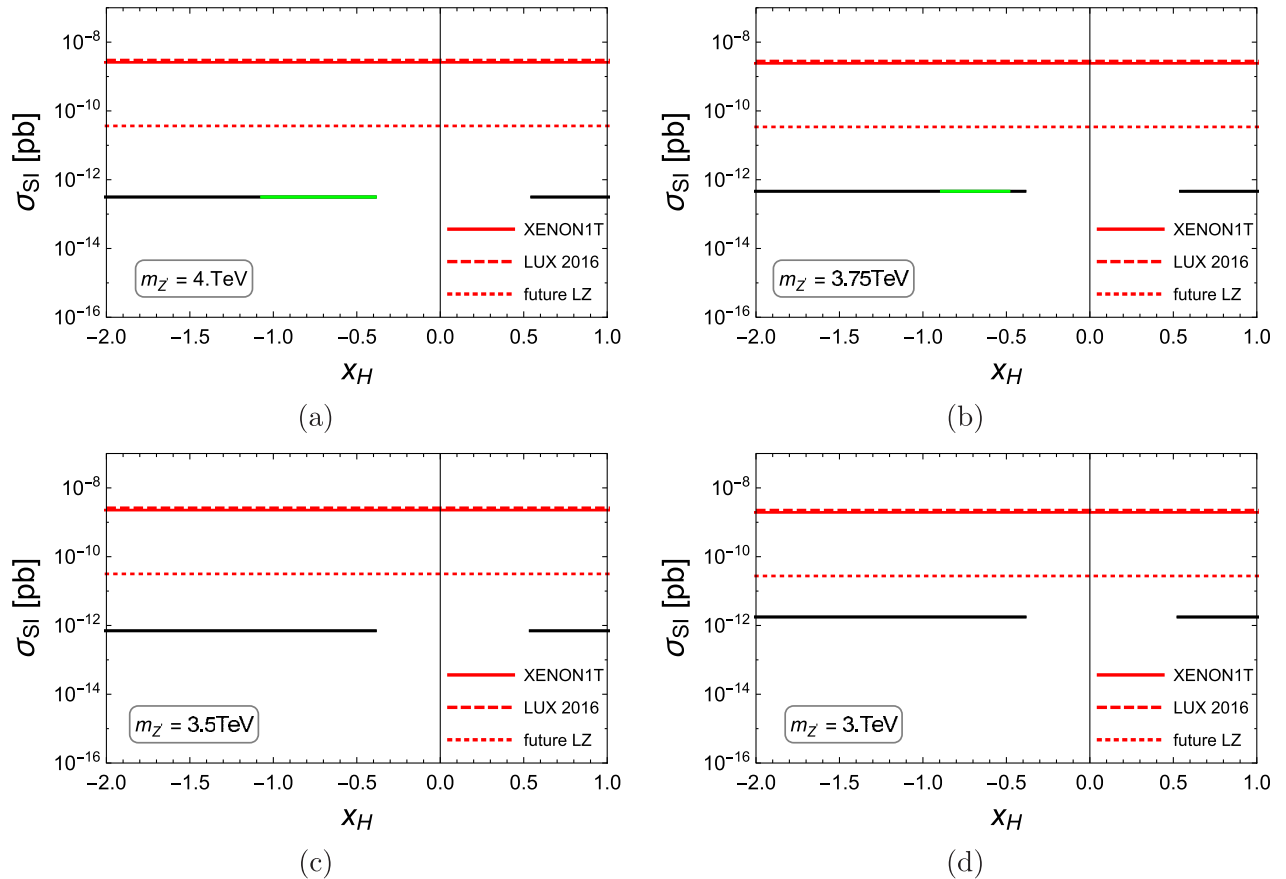 10⁻⁸
10⁻¹⁰
10⁻¹²
10⁻¹⁴
10⁻¹⁶
σSI [pb]
XENON1T
LUX 2016
future LZ
mZ' = 4.TeV
-2.0 -1.5 -1.0 -0.5 0.0 0.5 1.0
xH
(a)
10⁻⁸
10⁻¹⁰
10⁻¹²
10⁻¹⁴
10⁻¹⁶
σSI [pb]
XENON1T
LUX 2016
future LZ
mZ' = 3.75TeV
-2.0 -1.5 -1.0 -0.5 0.0 0.5 1.0
xH
(b)
10⁻⁸
10⁻¹⁰
10⁻¹²
10⁻¹⁴
10⁻¹⁶
σSI [pb]
XENON1T
LUX 2016
future LZ
mZ' = 3.5TeV
-2.0 -1.5 -1.0 -0.5 0.0 0.5 1.0
xH
(c)
10⁻⁸
10⁻¹⁰
10⁻¹²
10⁻¹⁴
10⁻¹⁶
σSI [pb]
XENON1T
LUX 2016
future LZ
mZ' = 3.TeV
-2.0 -1.5 -1.0 -0.5 0.0 0.5 1.0
xH
(d)